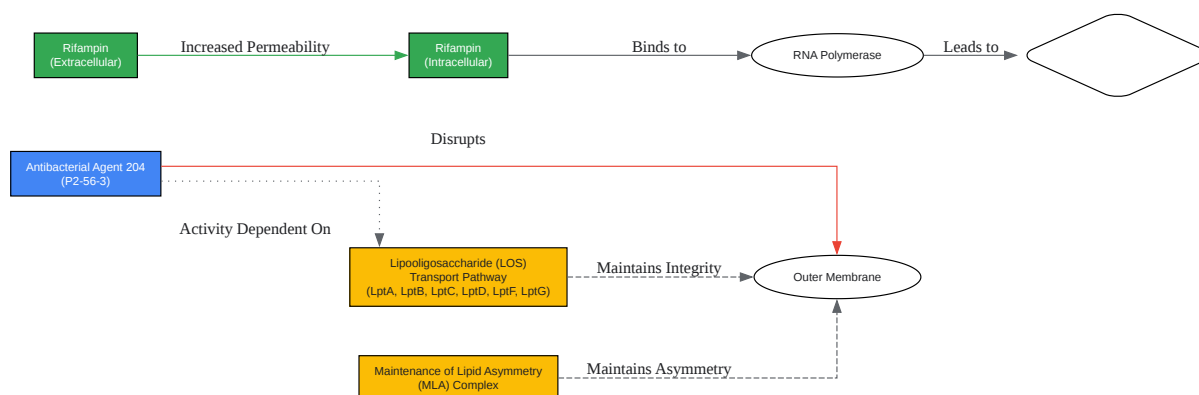 Rifampin
(Extracellular)
Increased Permeability
Rifampin
(Intracellular)
Binds to
RNA Polymerase
Leads to
Disrupts
Antibacterial Agent 204
(P2-56-3)
Activity Dependent On
Lipooligosaccharide (LOS)
Transport Pathway
(LptA, LptB, LptC, LptD, LptF, LptG)
Maintains Integrity
Outer Membrane
Maintenance of Lipid Asymmetry
(MLA) Complex
Maintains Asymmetry